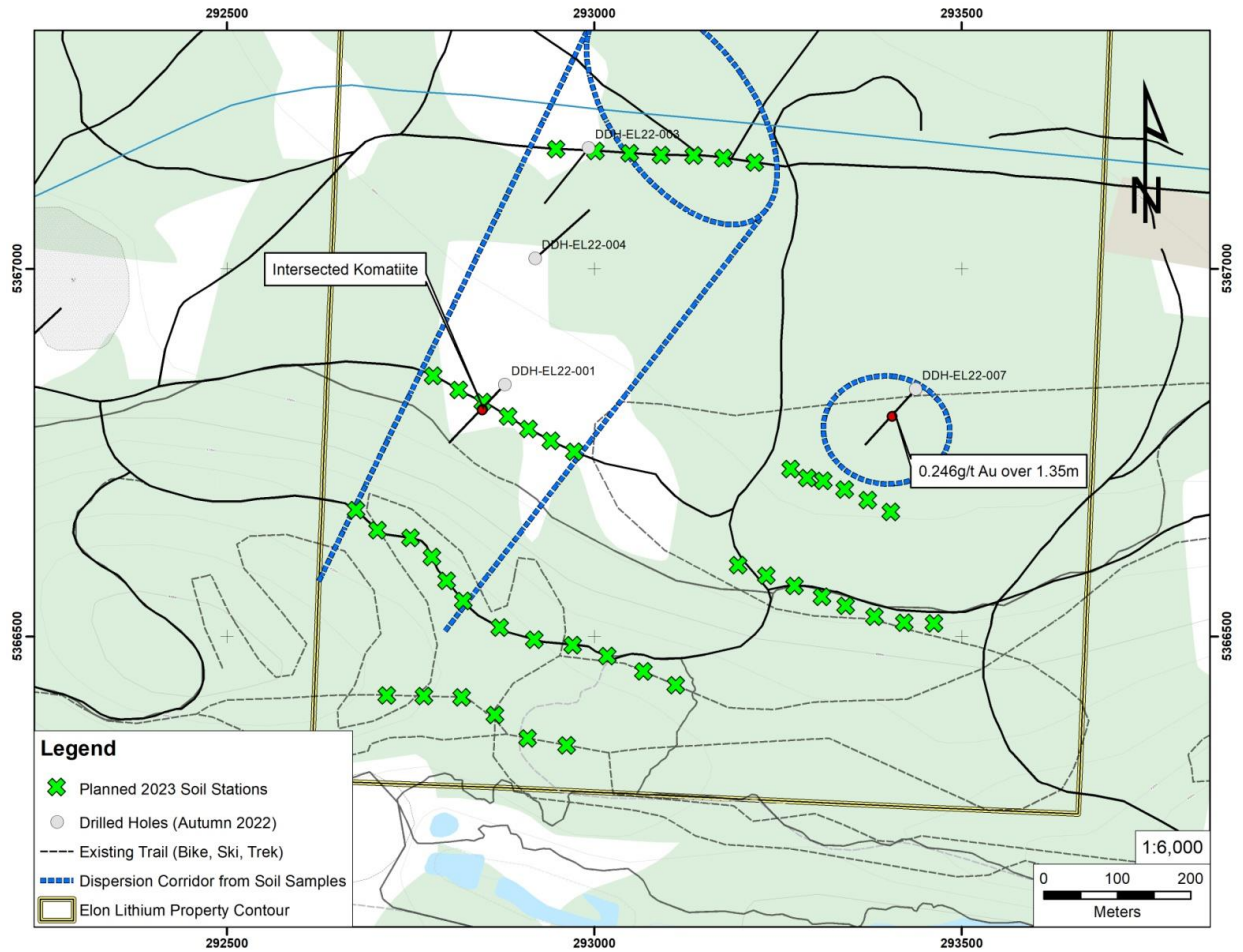 292500
293000
293500
DDH-EL22-003
DDH-EL22-004
5367000
5367000
Intersected Komatiite
DDH-EL22-001
DDH-EL22-007
0.246g/t Au over 1.35m
5366500
5366500
N
Legend
Planned 2023 Soil Stations
Drilled Holes (Autumn 2022)
Existing Trail (Bike, Ski, Trek)
Dispersion Corridor from Soil Samples
Elon Lithium Property Contour
1:6,000
0 100 200
Meters
292500
293000
293500